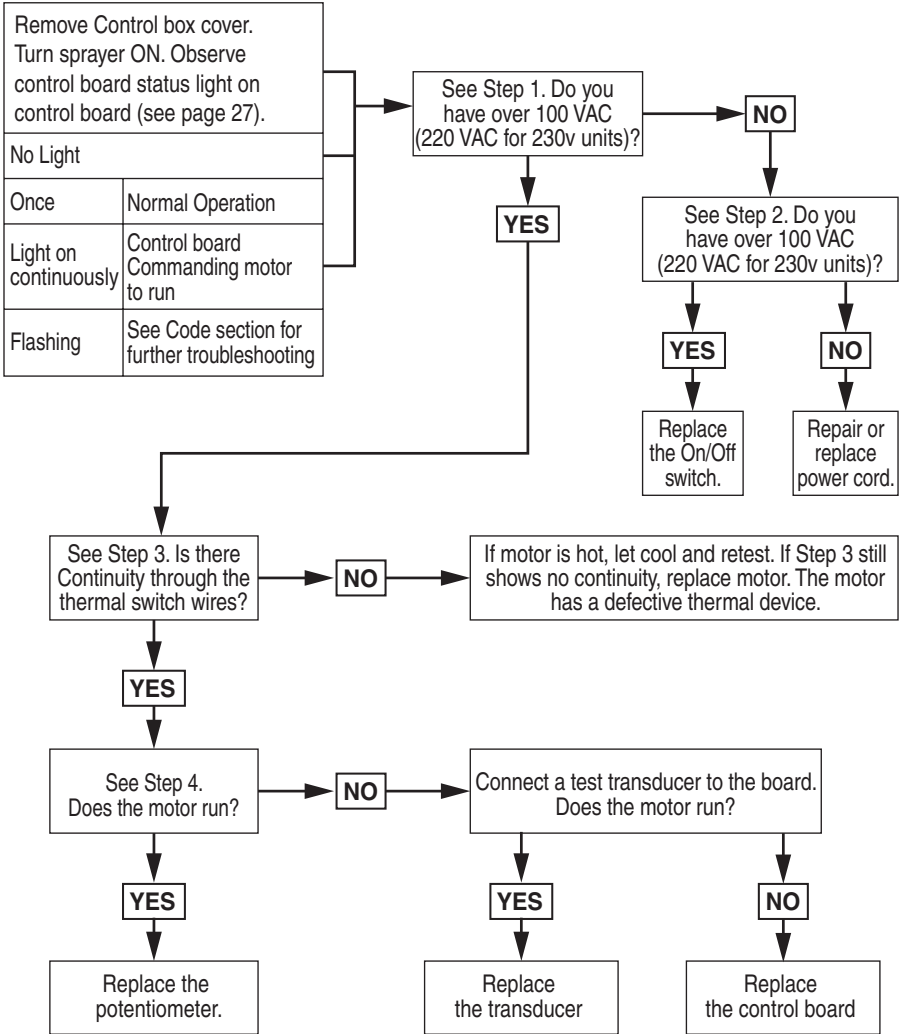 Remove Control box cover.
Turn sprayer ON. Observe
control board status light on
control board (see page 27).
No Light
Once
Normal Operation
Light on
continuously
Control board
Commanding motor
to run
Flashing
See Code section for
further troubleshooting
See Step 1. Do you
have over 100 VAC
(220 VAC for 230v units)?
NO
YES
See Step 2. Do you
have over 100 VAC
(220 VAC for 230v units)?
YES
NO
Replace
the On/Off
switch.
Repair or
replace
power cord.
See Step 3. Is there
Continuity through the
thermal switch wires?
NO
If motor is hot, let cool and retest. If Step 3 still
shows no continuity, replace motor. The motor
has a defective thermal device.
YES
See Step 4.
Does the motor run?
NO
Connect a test transducer to the board.
Does the motor run?
YES
YES
NO
Replace the
potentiometer.
Replace
the transducer
Replace
the control board